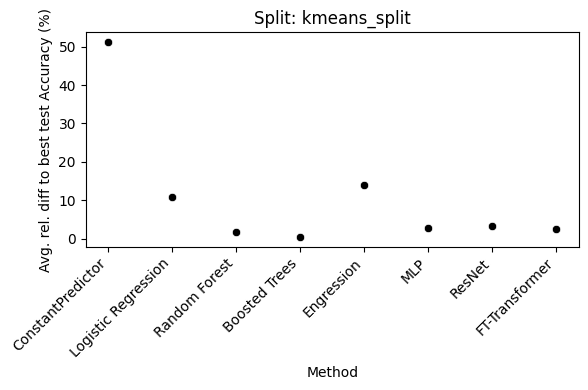 Split: kmeans_split
Avg. rel. diff to best test Accuracy (%)
50
40
30
20
10
0
ConstantPredictor
Logistic Regression
Random Forest
Boosted Trees
Engression
MLP
ResNet
FT-Transformer
Method